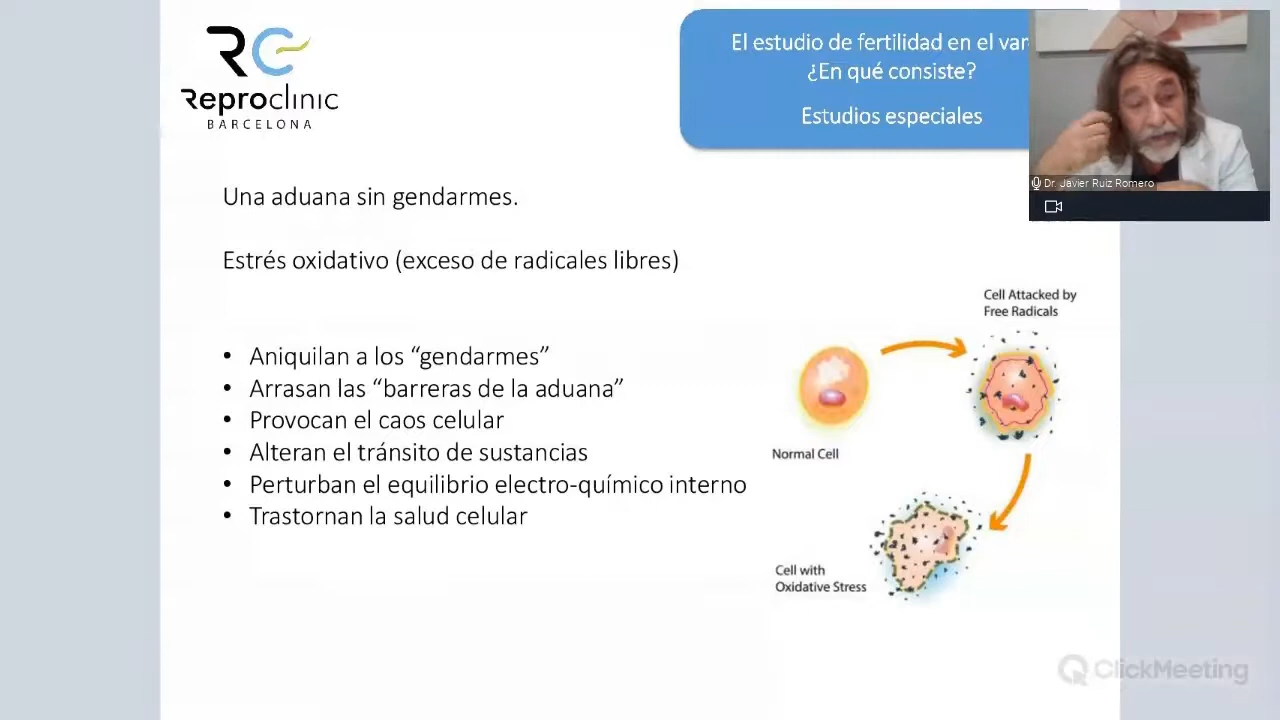 RC
Reproclinic
BARCELONA
El estudio de fertilidad en el var
¿En qué consiste?
Estudios especiales
Dr. Javier Ruiz Romero
Una aduana sin gendarmes.
Estrés oxidativo (exceso de radicales libres)
• Aniquilan a los “gendarmes”
• Arrasan las “barreras de la aduana”
• Provocan el caos celular
• Alteran el tránsito de sustancias
• Perturban el equilibrio electro-químico interno
• Trastornan la salud celular
Cell Attacked by
Free Radicals
Normal Cell
Cell with
Oxidative Stress
ClickMeeting